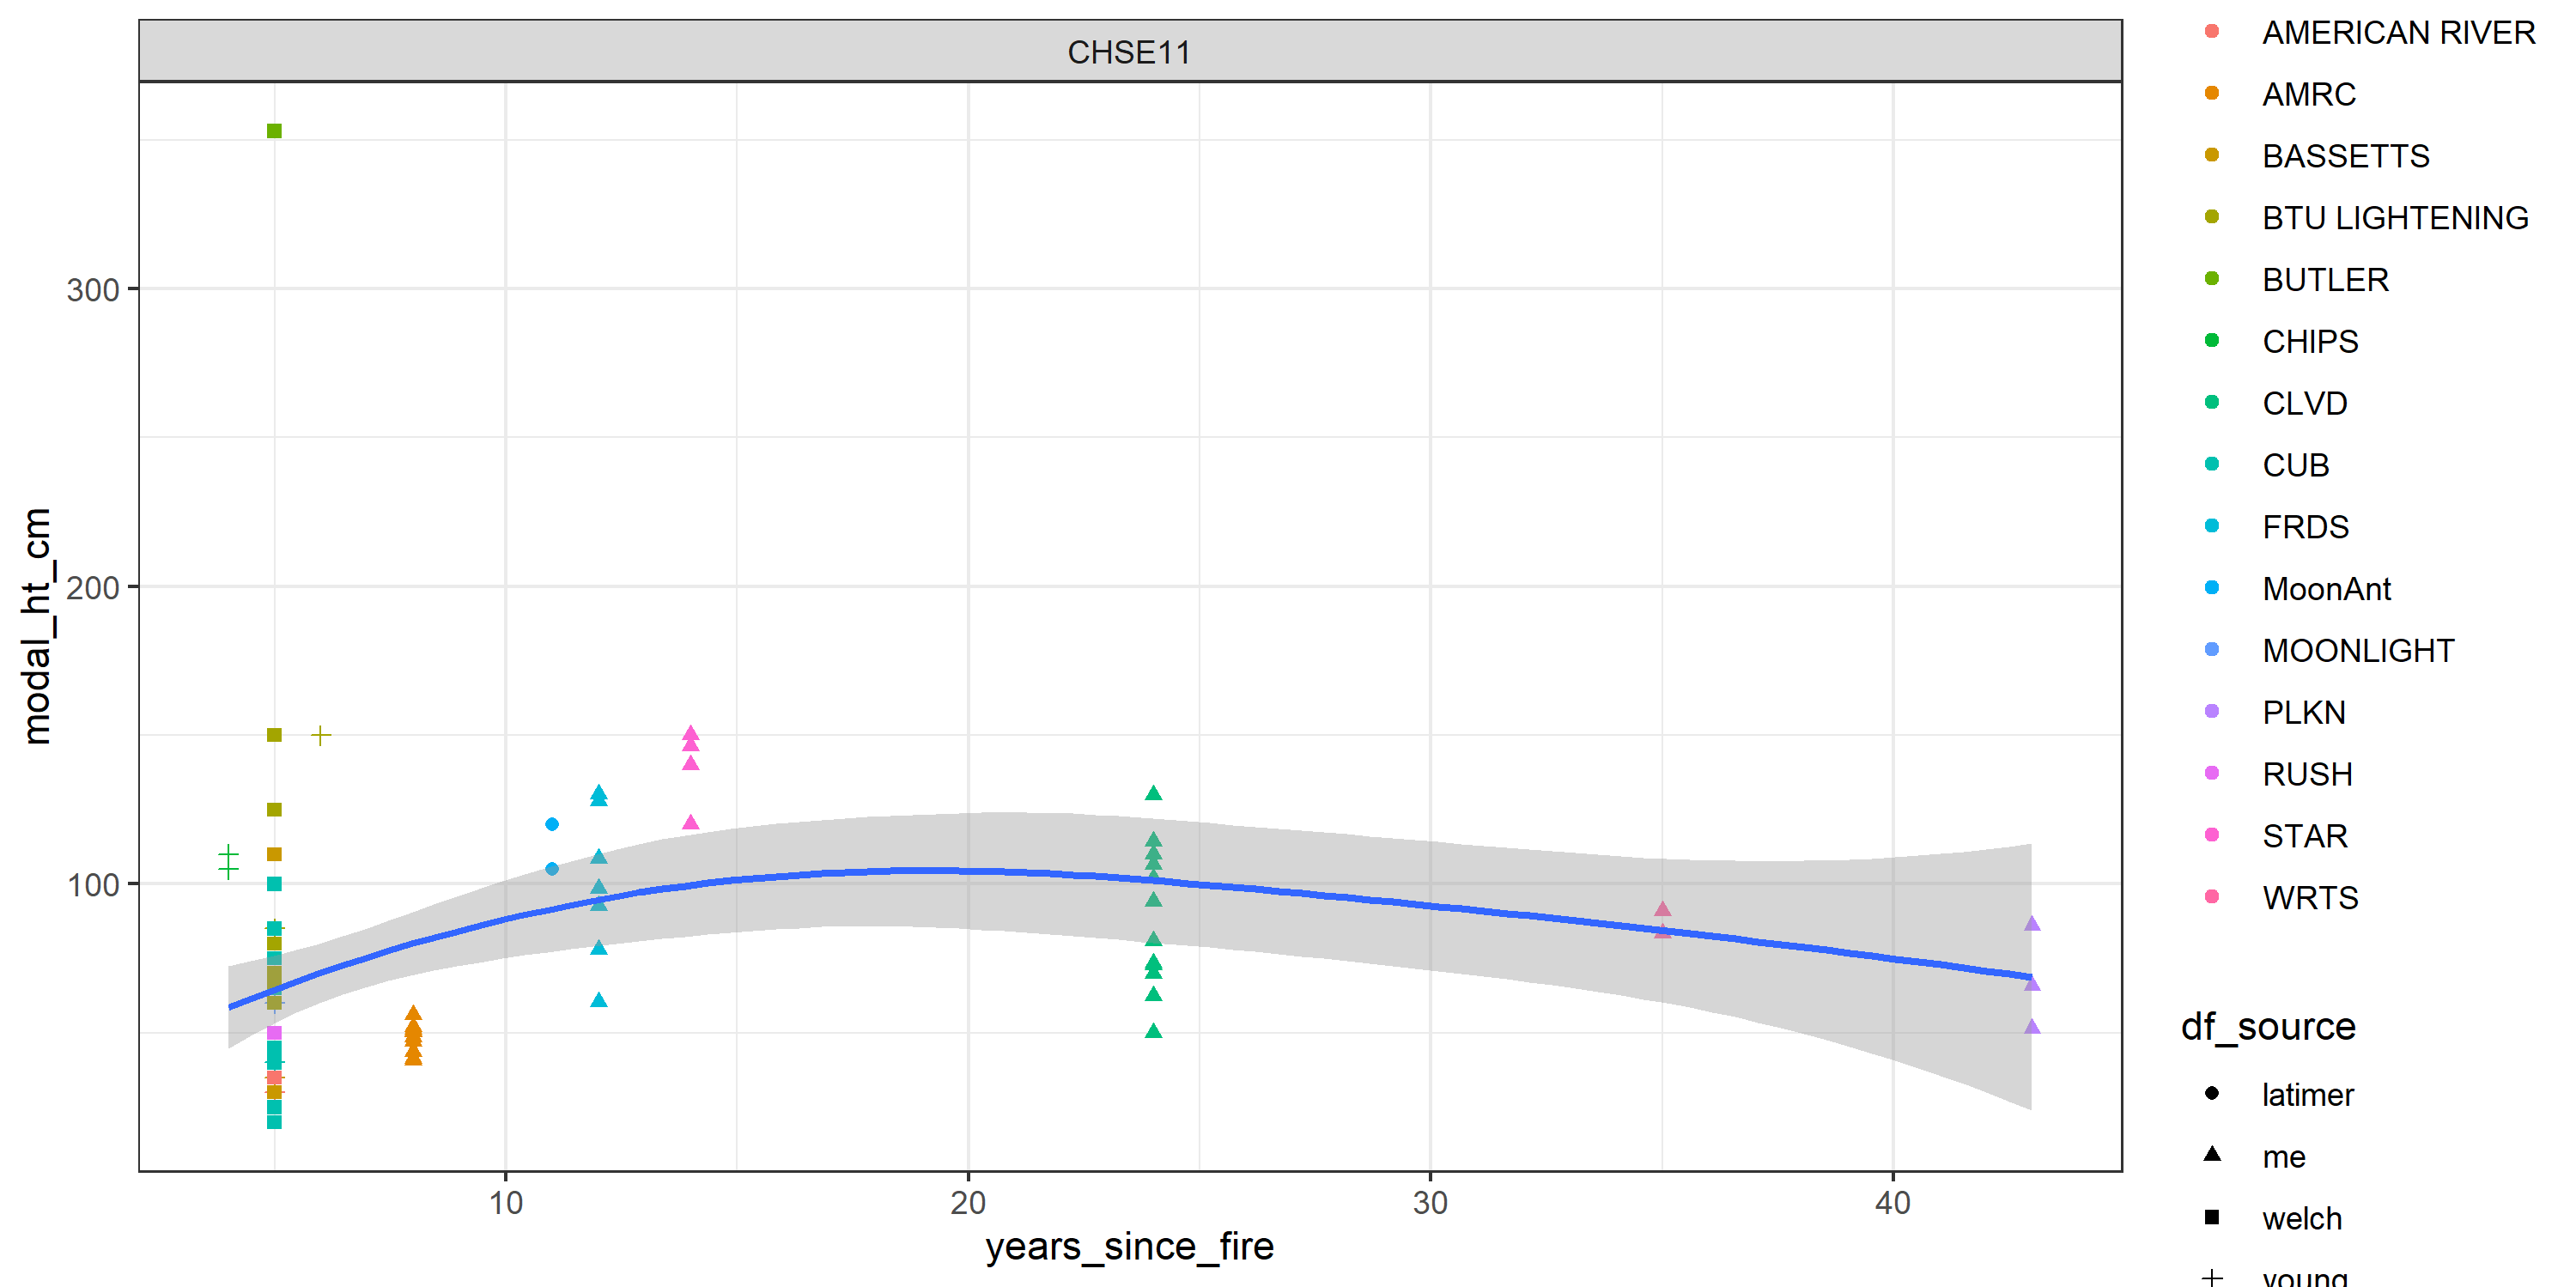 CHSE11
300
200
100
modal_ht_cm
10
20
30
40
years_since_fire
AMERICAN RIVER
AMRC
BASSETTS
BTU LIGHTENING
BUTLER
CHIPS
CLVD
CUB
FRDS
MoonAnt
MOONLIGHT
PLKN
RUSH
STAR
WRTS
df_source
latimer
me
welch
young